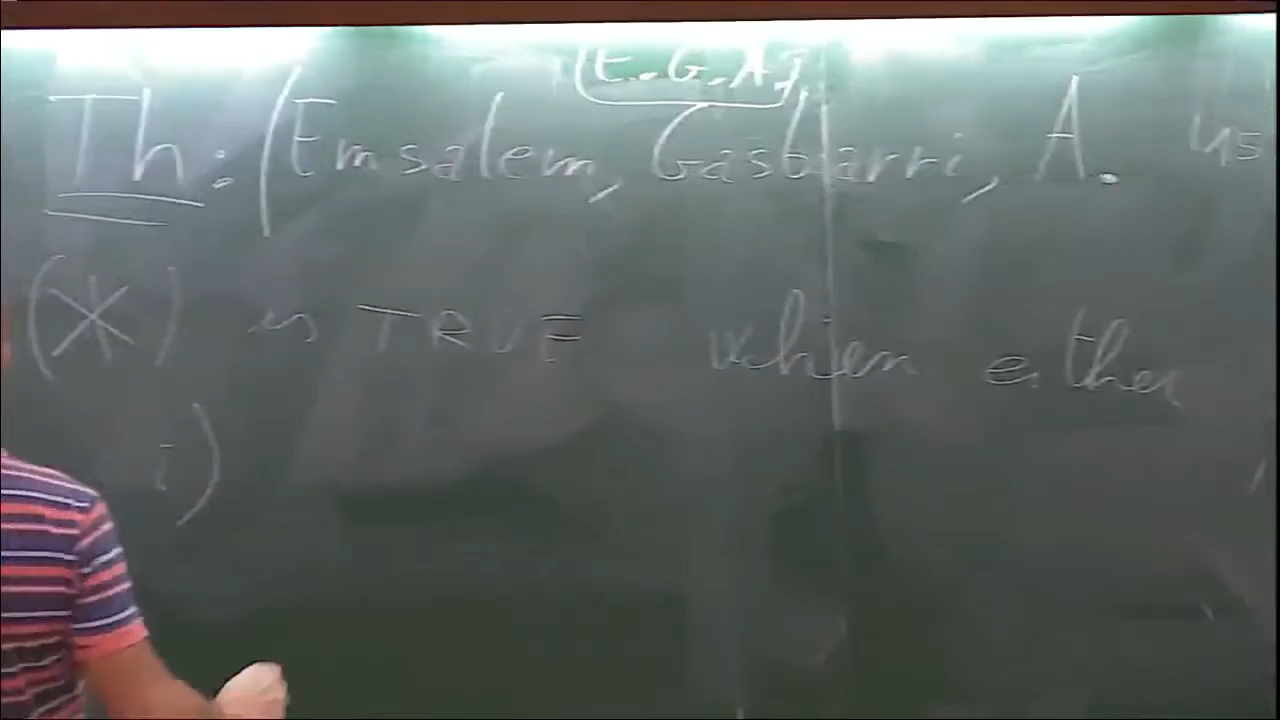 (E.G.A.)
Th: (Emsalem, Gasbarri, A.
(*) is TRUE when either
i)